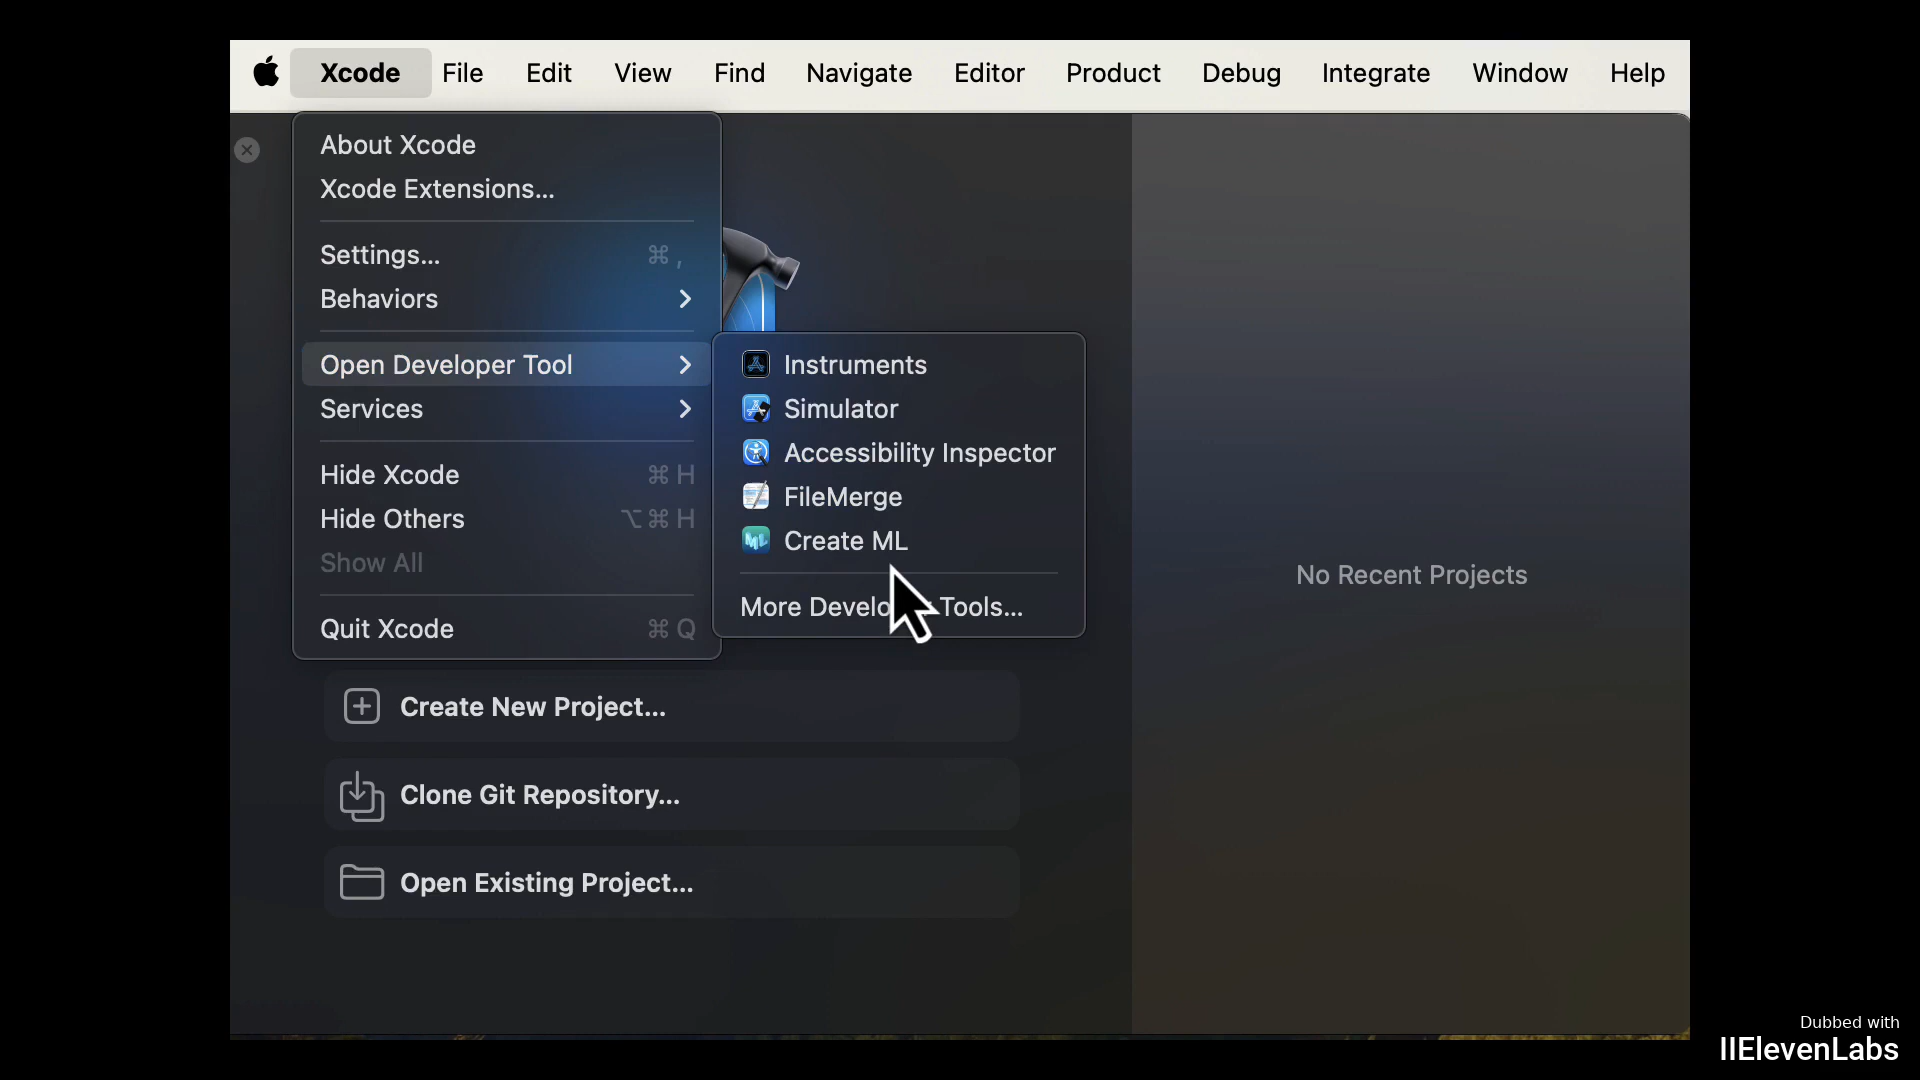 Xcode File Edit View Find Navigate Editor Product Debug Integrate Window Help
About Xcode
Xcode Extensions...
Settings... ⌘ ,
Behaviors
Open Developer Tool
Services
Hide Xcode ⌘ H
Hide Others ⌥ ⌘ H
Show All
Quit Xcode ⌘ Q
Instruments
Simulator
Accessibility Inspector
FileMerge
Create ML
More Tools...
Create New Project...
Clone Git Repository...
Open Existing Project...
No Recent Projects
Dubbed with
IIElevenLabs